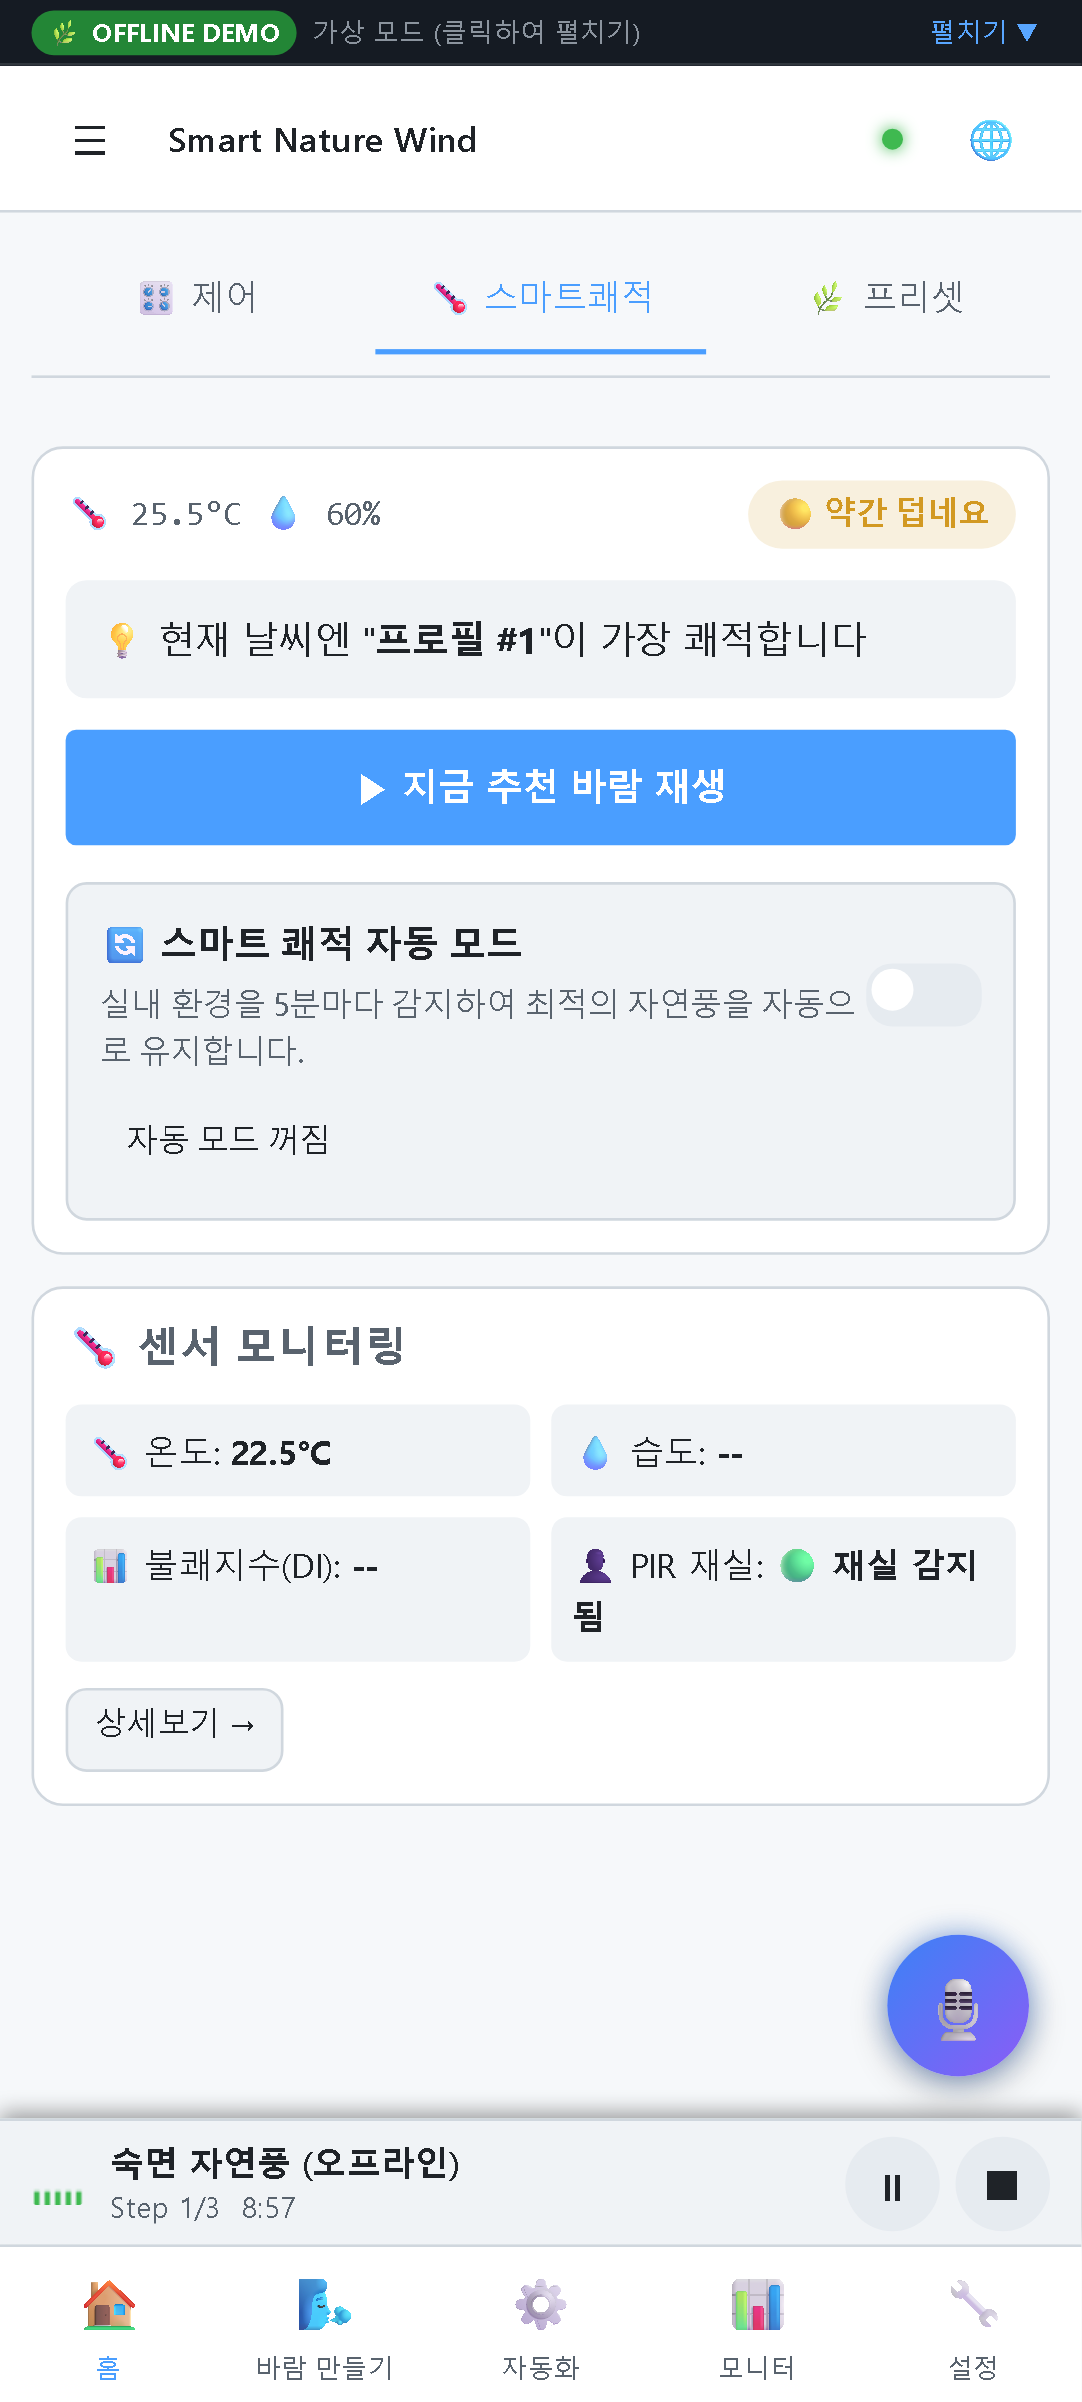 OFFLINE DEMO 가상 모드 (클릭하여 펼치기) 펼치기 ▼
Smart Nature Wind
제어 스마트쾌적 프리셋
25.5°C 60% 약간 덥네요
현재 날씨엔 "프로필 #1"이 가장 쾌적합니다
▶ 지금 추천 바람 재생
스마트 쾌적 자동 모드
실내 환경을 5분마다 감지하여 최적의 자연풍을 자동으
로 유지합니다.
자동 모드 꺼짐
센서 모니터링
온도: 22.5°C 습도: --
불쾌지수(DI): -- PIR 재실: 재실 감지
됨
상세보기 →
숙면 자연풍 (오프라인)
Step 1/3 8:57
홈 바람 만들기 자동화 모니터 설정